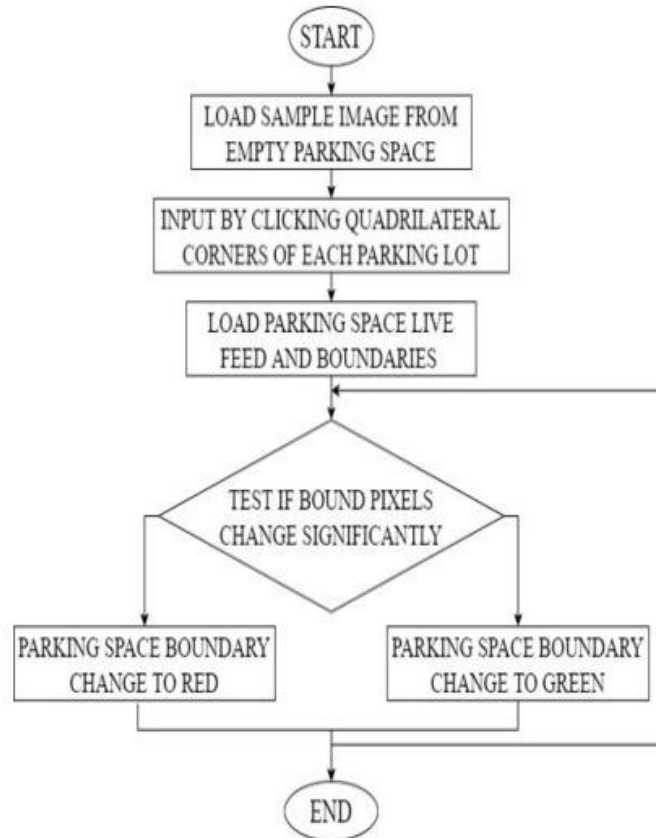 START
LOAD SAMPLE IMAGE FROM
EMPTY PARKING SPACE
INPUT BY CLICKING QUADRILATERAL
CORNERS OF EACH PARKING LOT
LOAD PARKING SPACE LIVE
FEED AND BOUNDARIES
TEST IF BOUND PIXELS
CHANGE SIGNIFICANTLY
PARKING SPACE BOUNDARY
CHANGE TO RED
PARKING SPACE BOUNDARY
CHANGE TO GREEN
END